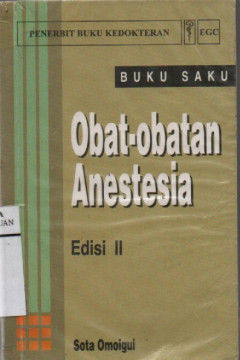 PENERBIT BUKU KEDOKTERAN
EGC
BUKU SAKU
Obat-obatan
Anestesia
Edisi II
Sota Omoigui